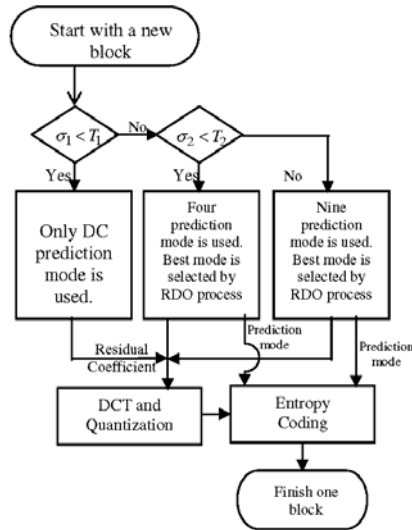 Start with a new
block
σ₁ < T₁
No
σ₂ < T₂
Yes
Yes
No
Only DC
prediction
mode is
used.
Four
prediction
mode is used.
Best mode is
selected by
RDO process
Nine
prediction
mode is used.
Best mode is
selected by
RDO process
Residual
Coefficient
Prediction
mode
Prediction
mode
DCT and
Quantization
Entropy
Coding
Finish one
block